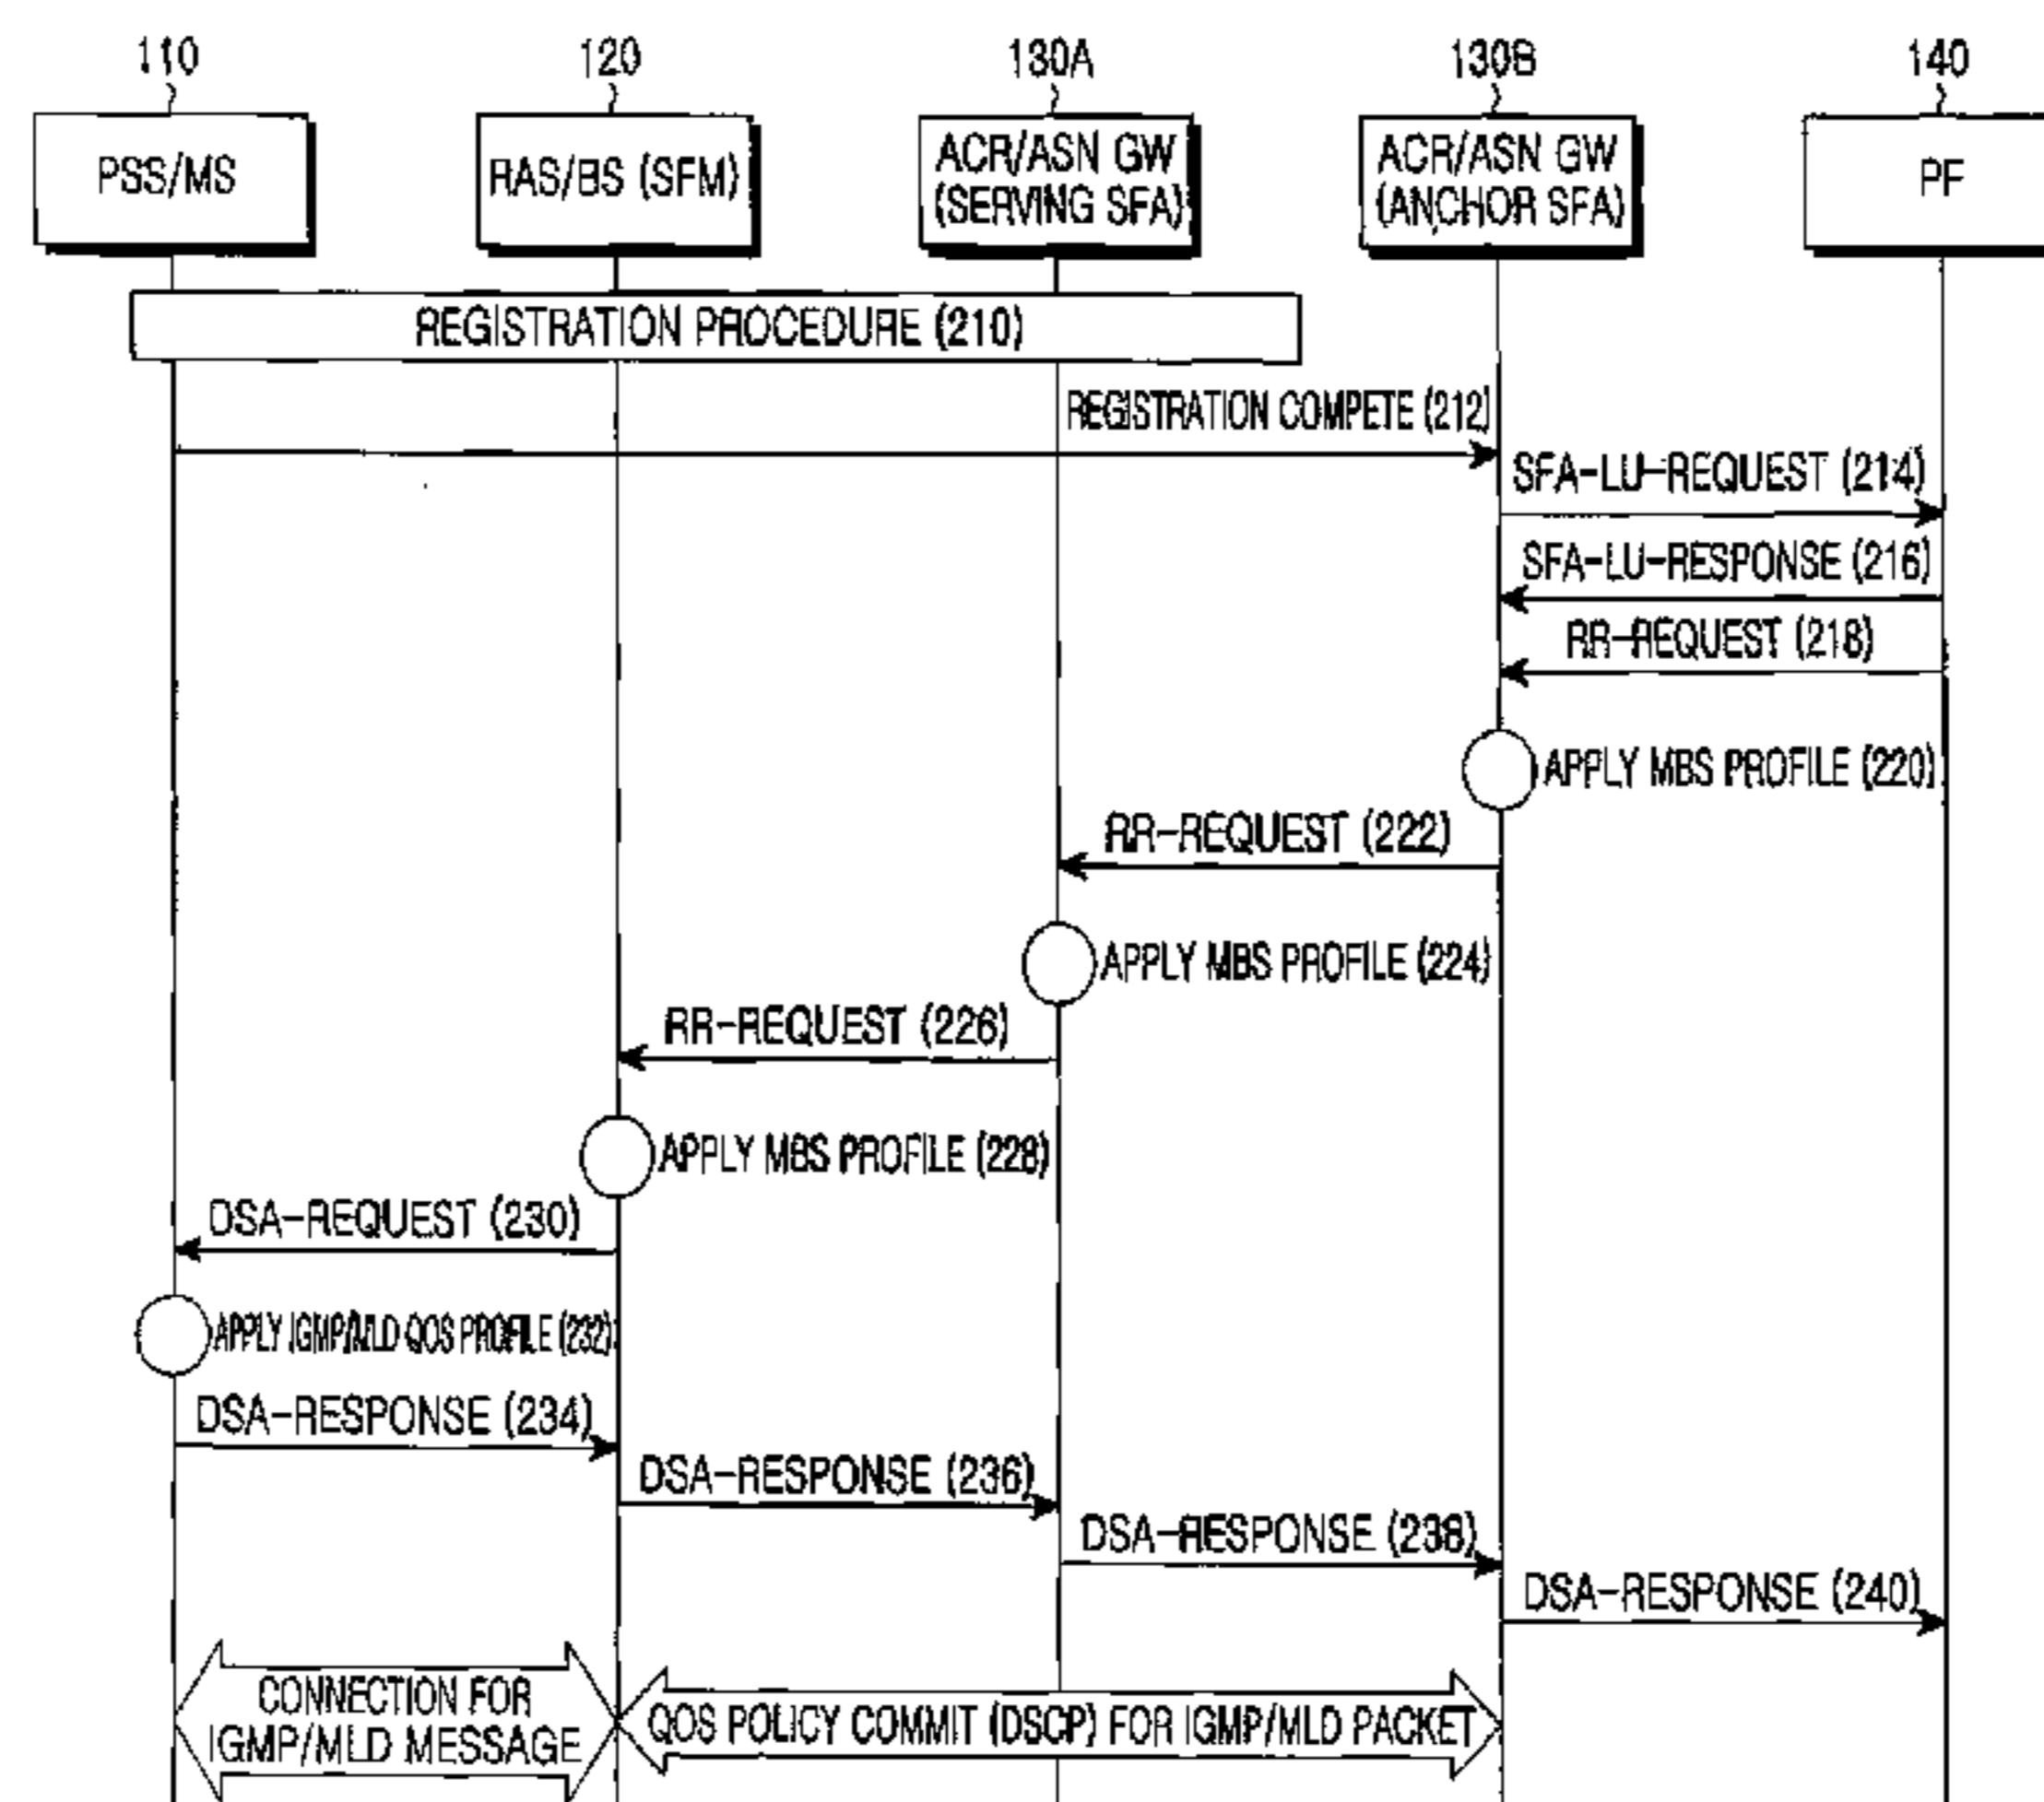 110
120
130A
130B
140
PSS/MS
RAS/BS (SFM)
ACR/ASN GW
(SERVING SFA)
ACR/ASN GW
(ANCHOR SFA)
PF
REGISTRATION PROCEDURE (210)
REGISTRATION COMPETE (212)
SFA-LU-REQUEST (214)
SFA-LU-RESPONSE (216)
RR-REQUEST (218)
APPLY MBS PROFILE (220)
RR-REQUEST (222)
APPLY MBS PROFILE (224)
RR-REQUEST (226)
APPLY MBS PROFILE (228)
DSA-REQUEST (230)
APPLY IGMP/MLD QOS PROFILE (232)
DSA-RESPONSE (234)
DSA-RESPONSE (236)
DSA-RESPONSE (238)
DSA-RESPONSE (240)
CONNECTION FOR
IGMP/MLD MESSAGE
QOS POLICY COMMIT (DSCP) FOR IGMP/MLD PACKET